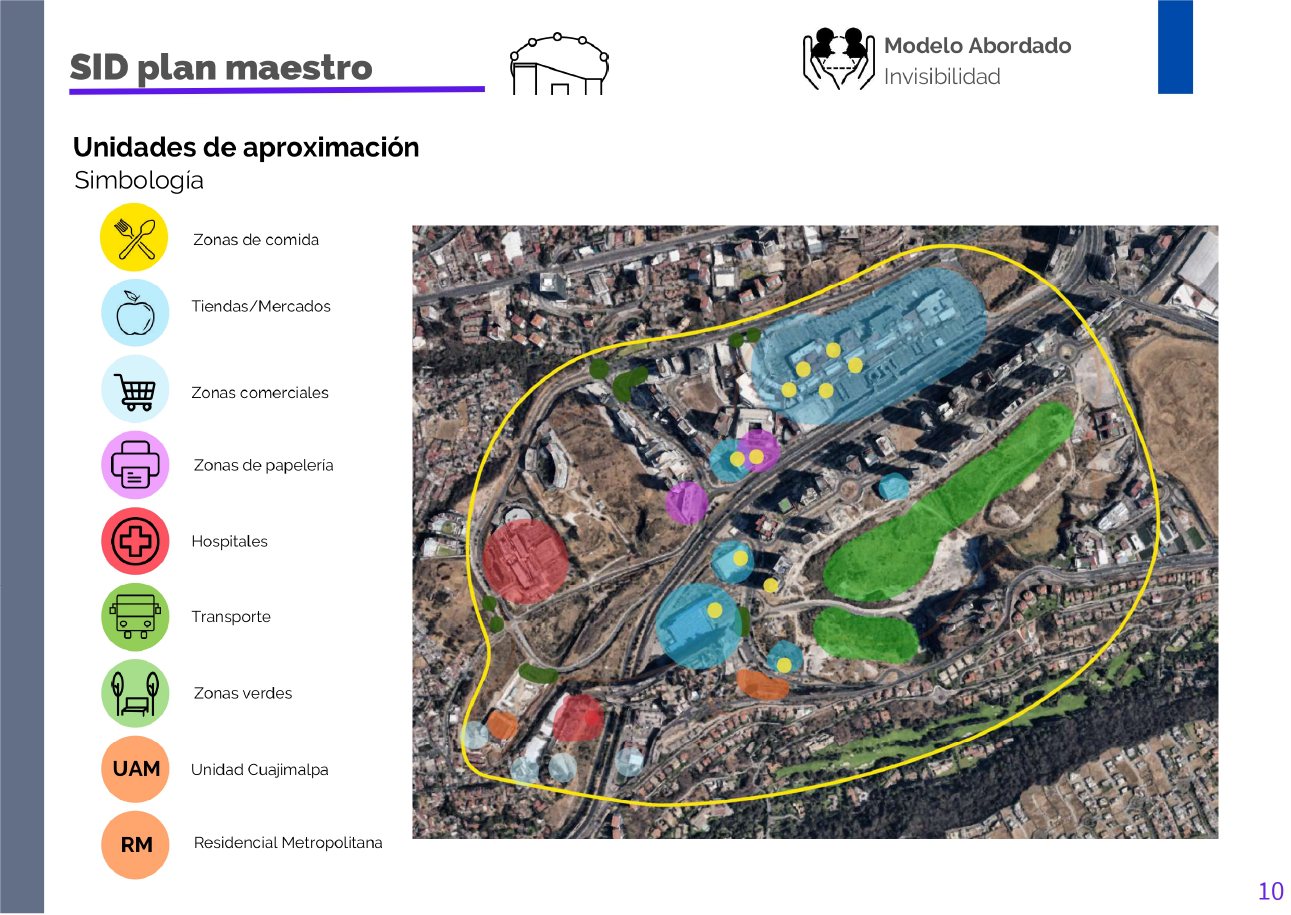 SID plan maestro
Modelo Abordado
Invisibilidad
Unidades de aproximación
Simbología
Zonas de comida
Tiendas/Mercados
Zonas comerciales
Zonas de papelería
Hospitales
Transporte
Zonas verdes
UAM Unidad Cuajimalpa
RM Residencial Metropolitana
10